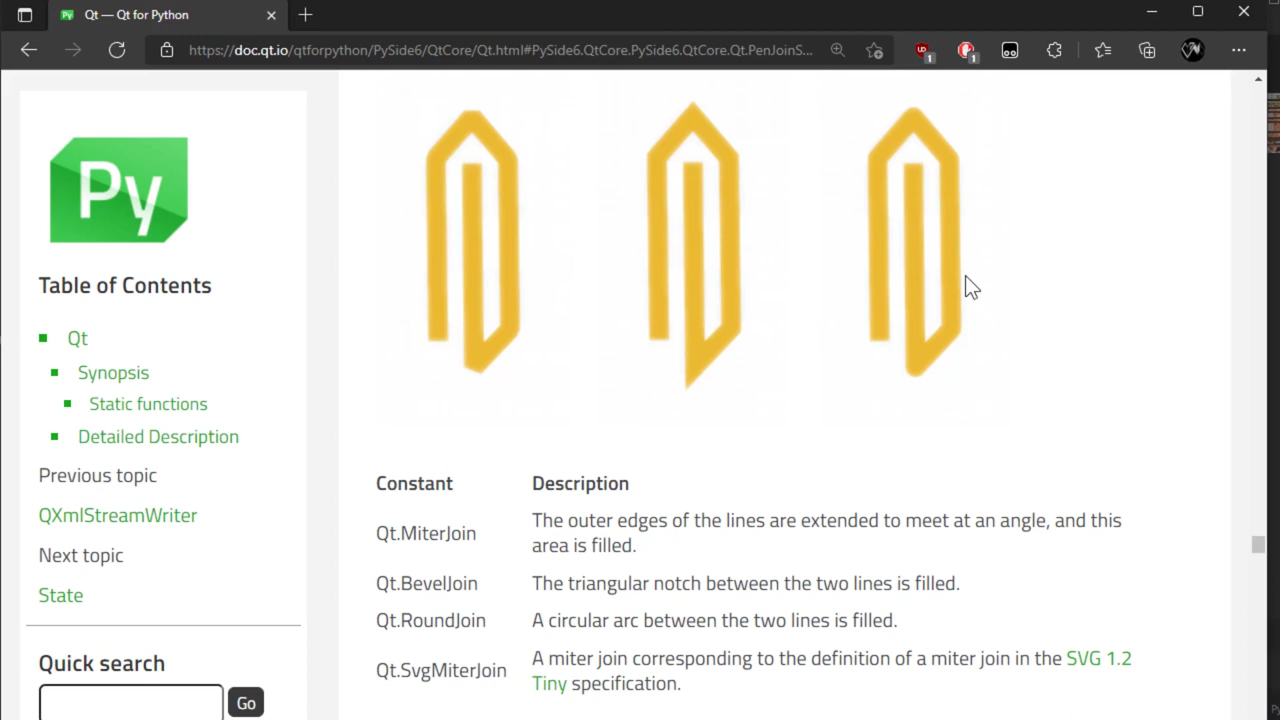 Qt — Qt for Python
https://doc.qt.io/qtforpython/PySide6/QtCore/Qt.html#PySide6.QtCore.PySide6.QtCore.Qt.PenJoinS...
1
1
Py
Table of Contents
Qt
Synopsis
Static functions
Detailed Description
Previous topic
QXmlStreamWriter
Next topic
State
Quick search
Go
Constant Description
Qt.MiterJoin
The outer edges of the lines are extended to meet at an angle, and this
area is filled.
Qt.BevelJoin The triangular notch between the two lines is filled.
Qt.RoundJoin A circular arc between the two lines is filled.
Qt.SvgMiterJoin
A miter join corresponding to the definition of a miter join in the SVG 1.2
Tiny specification.